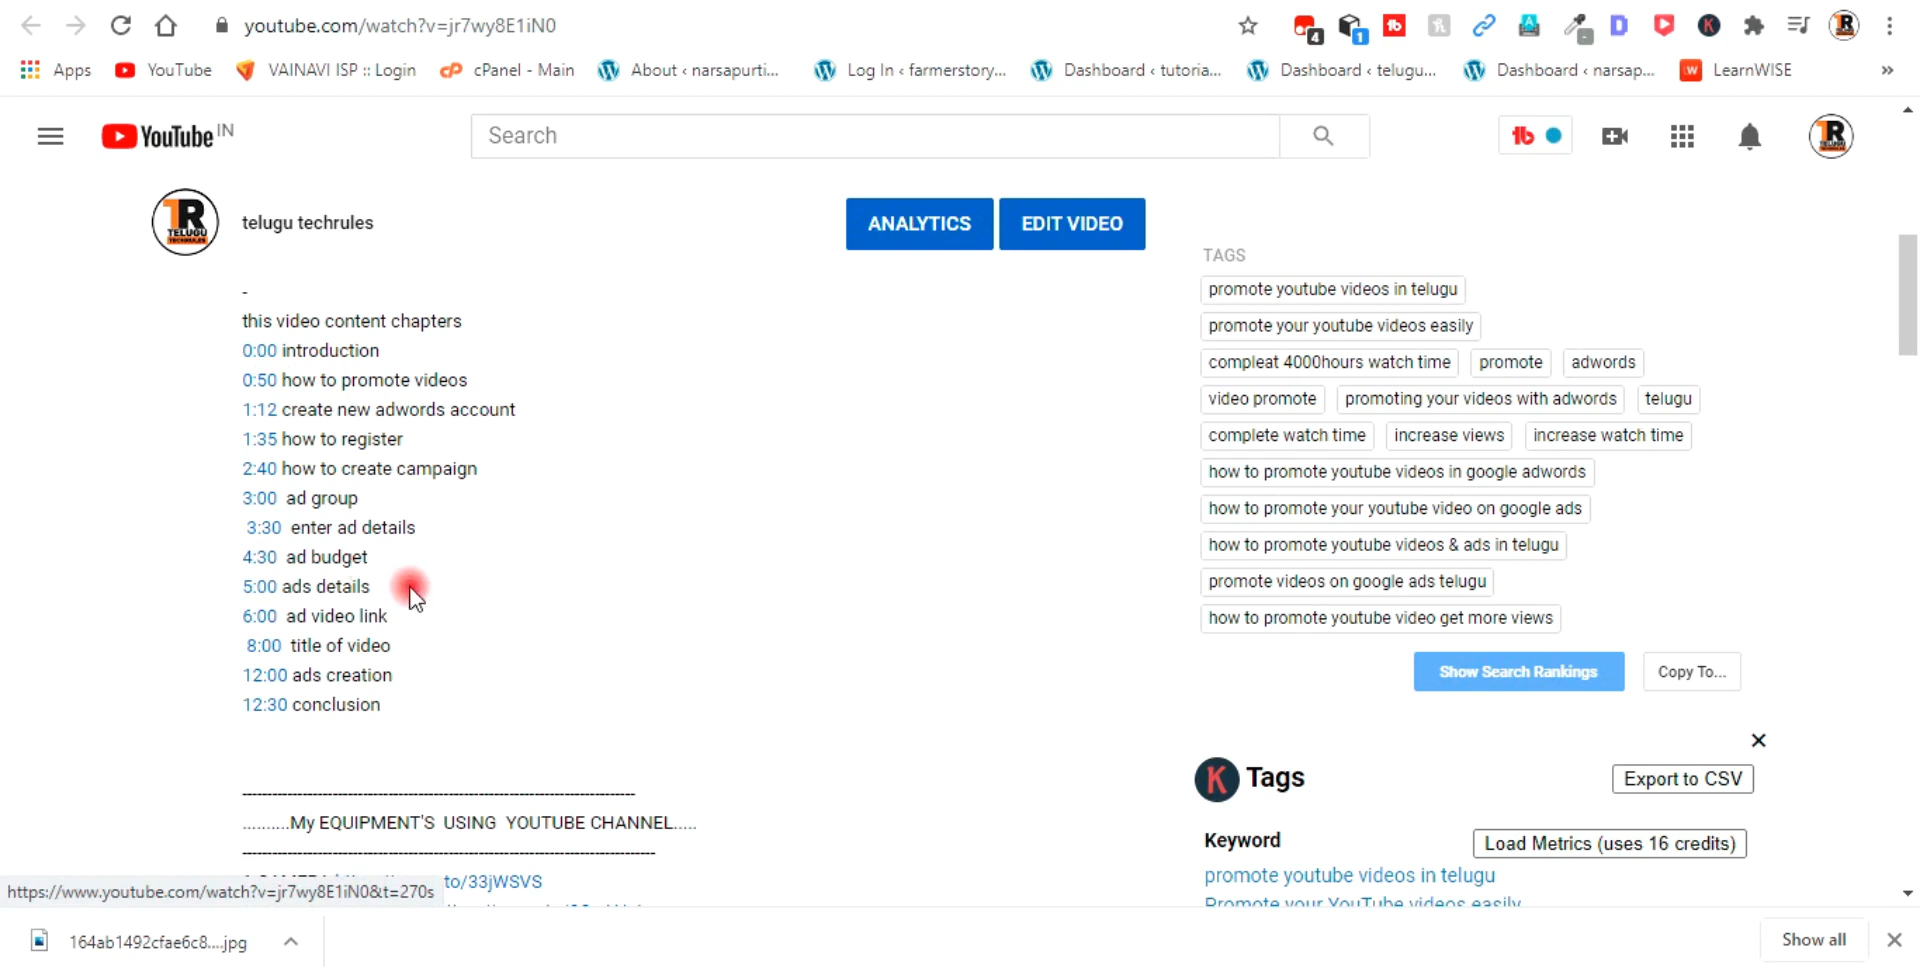 youtube.com/watch?v=jr7wy8E1iN0
4
1
Apps YouTube VAINAVI ISP :: Login cPanel - Main About ‹ narsapurti... Log In ‹ farmerstory... Dashboard ‹ tutoria... Dashboard ‹ telugu... Dashboard ‹ narsap... LearnWISE »
YouTube IN
Search
TR TELUGU TECHRULES
telugu techrules
ANALYTICS EDIT VIDEO
-
this video content chapters
0:00 introduction
0:50 how to promote videos
1:12 create new adwords account
1:35 how to register
2:40 how to create campaign
3:00 ad group
3:30 enter ad details
4:30 ad budget
5:00 ads details
6:00 ad video link
8:00 title of video
12:00 ads creation
12:30 conclusion
..........My EQUIPMENT'S USING YOUTUBE CHANNEL.....
to/33jWSVS
TAGS
promote youtube videos in telugu
promote your youtube videos easily
compleat 4000hours watch time promote adwords
video promote promoting your videos with adwords telugu
complete watch time increase views increase watch time
how to promote youtube videos in google adwords
how to promote your youtube video on google ads
how to promote youtube videos & ads in telugu
promote videos on google ads telugu
how to promote youtube video get more views
Show Search Rankings Copy To...
K Tags Export to CSV
Keyword Load Metrics (uses 16 credits)
promote youtube videos in telugu
Promote your YouTube videos easily
https://www.youtube.com/watch?v=jr7wy8E1iN0&t=270s
164ab1492cfae6c8....jpg
Show all